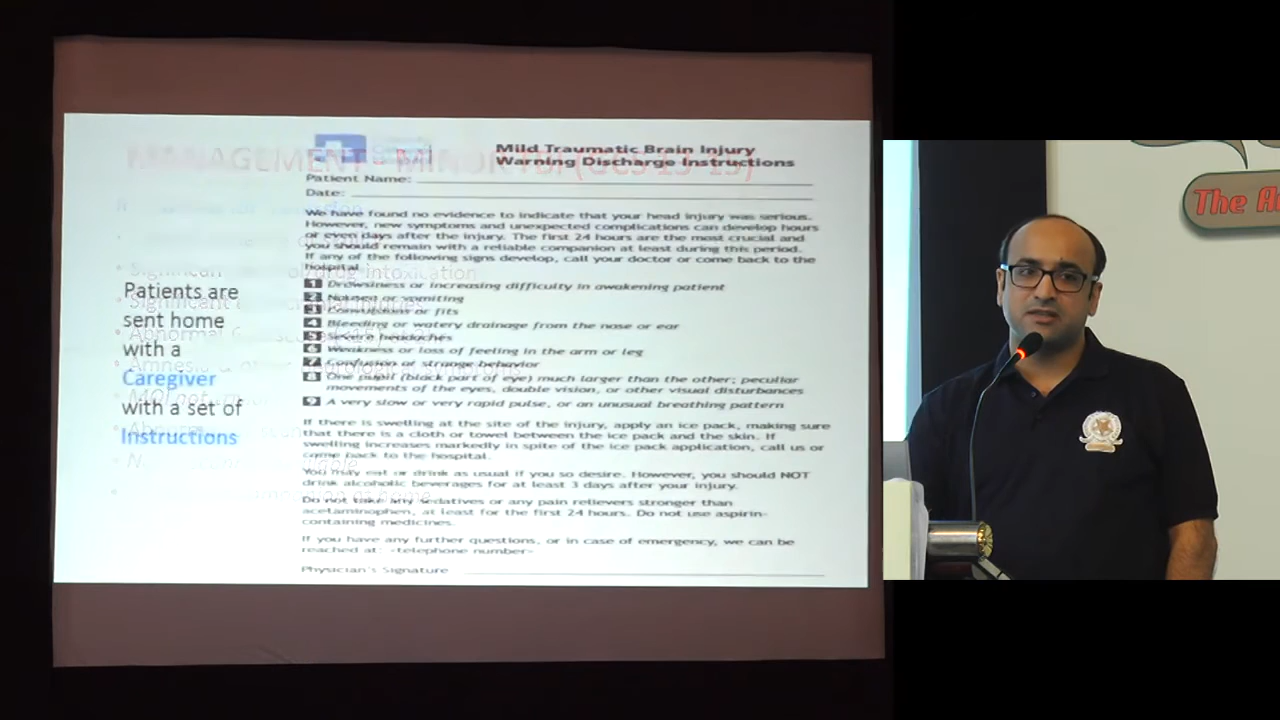 MANAGEMENT - MINOR TBI (GCS 13-15)
Mild Traumatic Brain Injury
Warning Discharge Instructions
Patient Name:
Date:
We have found no evidence to indicate that your head injury was serious.
However, new symptoms and unexpected complications can develop hours
or even days after the injury. The first 24 hours are the most crucial and
you should remain with a reliable companion at least during this period.
If any of the following signs develop, call your doctor or come back to the
hospital.
1 Drowsiness or increasing difficulty in awakening patient
2 Nausea or vomiting
3 Convulsions or fits
4 Bleeding or watery drainage from the nose or ear
5 Severe headaches
6 Weakness or loss of feeling in the arm or leg
7 Confusion or strange behavior
8 One pupil (black part of eye) much larger than the other; peculiar
movements of the eyes, double vision, or other visual disturbances
9 A very slow or very rapid pulse, or an unusual breathing pattern
If there is swelling at the site of the injury, apply an ice pack, making sure
that there is a cloth or towel between the ice pack and the skin. If
swelling increases markedly in spite of the ice pack application, call us or
come back to the hospital.
You may eat or drink as usual if you so desire. However, you should NOT
drink alcoholic beverages for at least 3 days after your injury.
Do not take any sedatives or any pain relievers stronger than
acetaminophen, at least for the first 24 hours. Do not use aspirin-
containing medicines.
If you have any further questions, or in case of emergency, we can be
reached at: <telephone number>
Physician's Signature
Patients are
sent home
with a
Caregiver
with a set of
Instructions
• Significant drug intoxication
• Significant
• Abnormal
• Amnesia
The